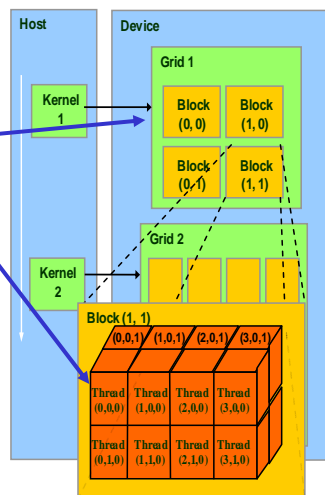 Host
Device
Grid 1
Kernel
1
Block
(0, 0)
Block
(1, 0)
Block
(0, 1)
Block
(1, 1)
Grid 2
Kernel
2
Block (1, 1)
(0,0,1) (1,0,1) (2,0,1) (3,0,1)
Thread Thread Thread Thread
(0,0,0) (1,0,0) (2,0,0) (3,0,0)
Thread Thread Thread Thread
(0,1,0) (1,1,0) (2,1,0) (3,1,0)